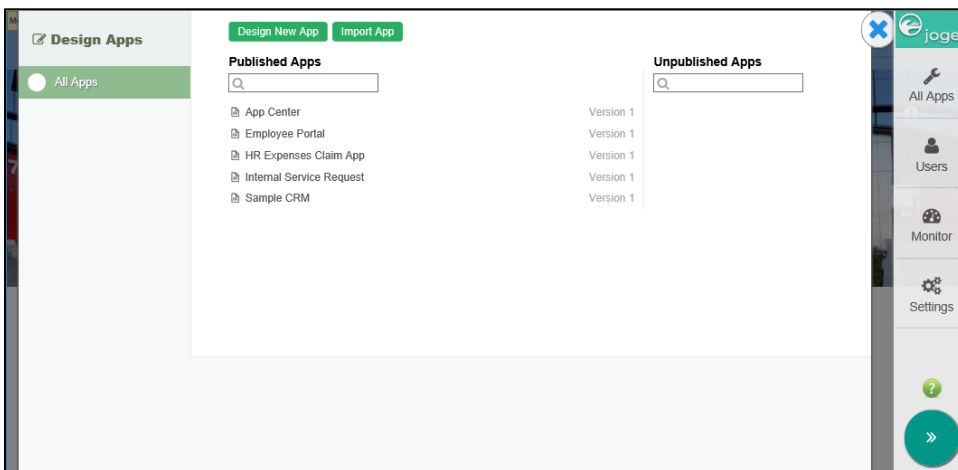 Design Apps
All Apps
Design New App
Import App
Published Apps
Unpublished Apps
App Center Version 1
Employee Portal Version 1
HR Expenses Claim App Version 1
Internal Service Request Version 1
Sample CRM Version 1
joge
All Apps
Users
Monitor
Settings
?